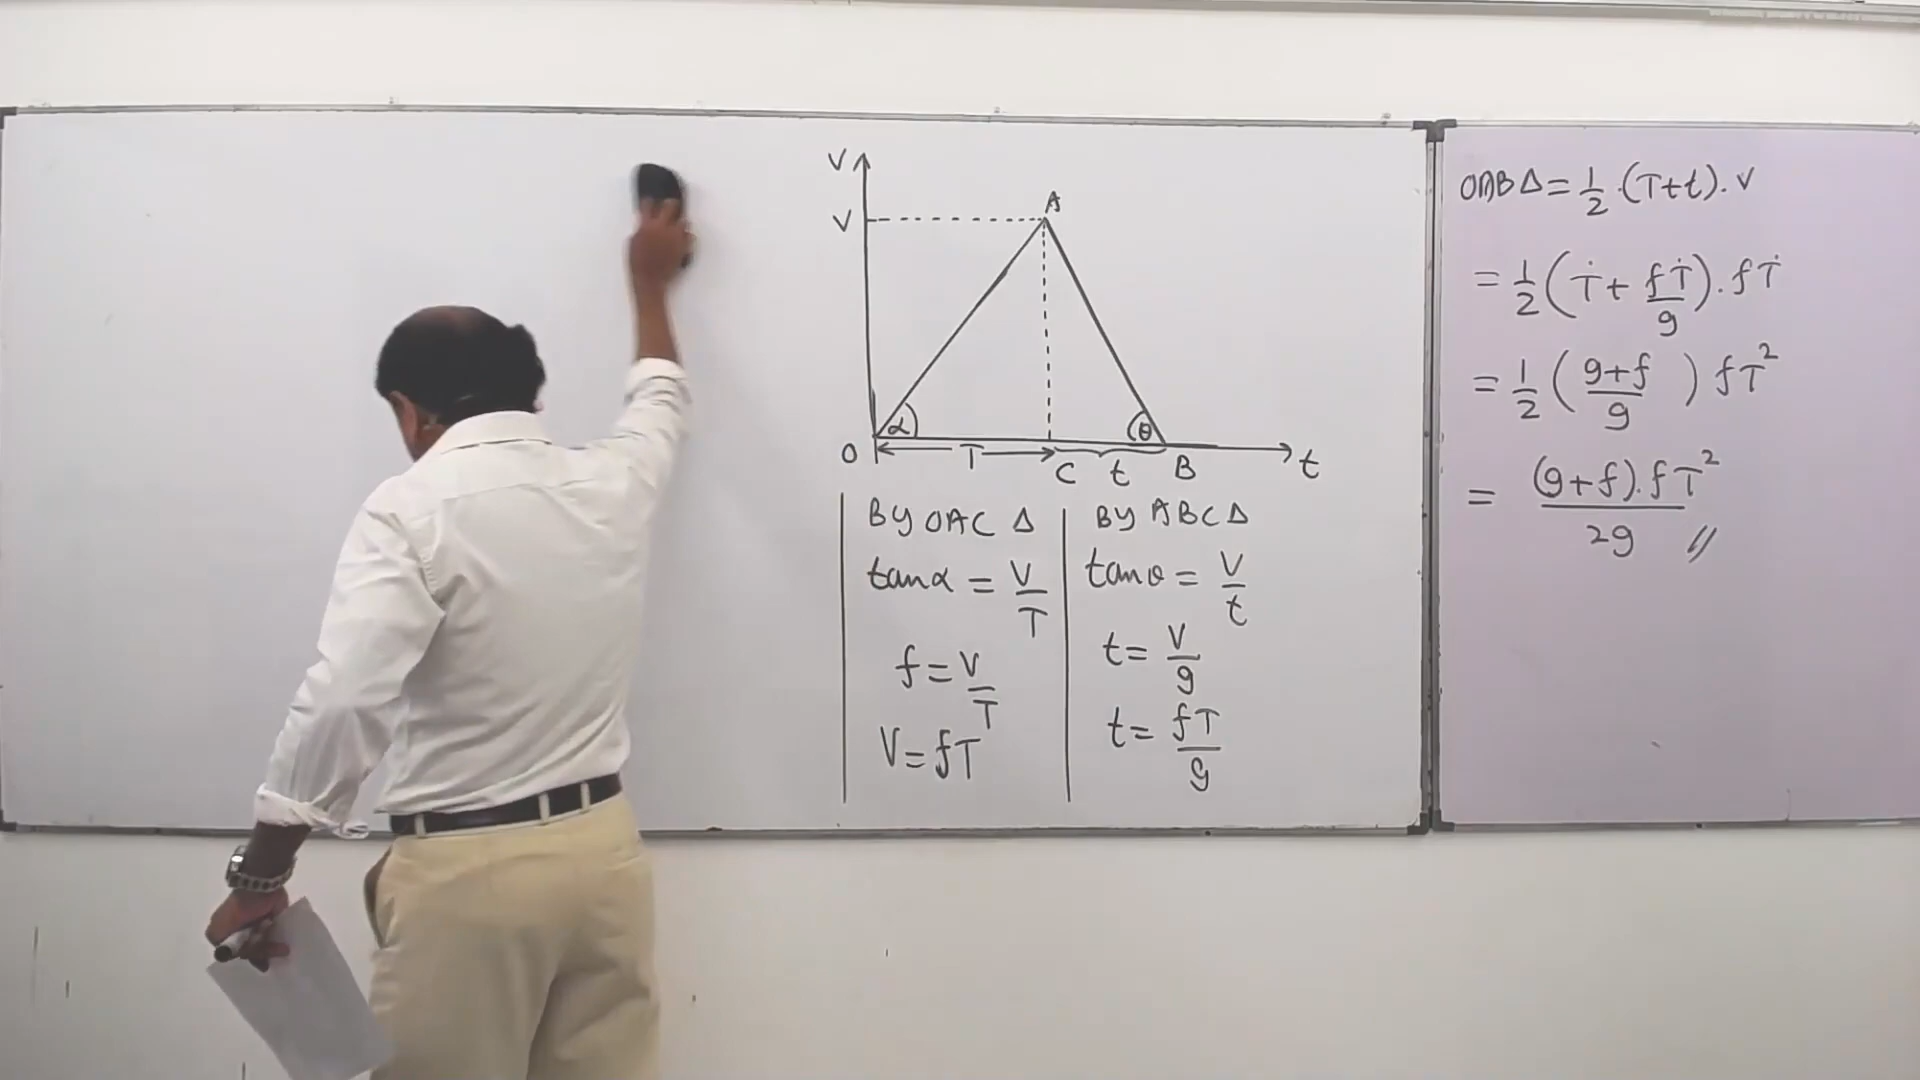 V
V
A
α
θ
O
T
C
t
B
t
BY OAC Δ
tanα = V/T
f = V/T
V = fT
BY ABC Δ
tanθ = V/t
t = V/g
t = fT/g
OAB Δ = 1/2 . (T+t) . V
= 1/2 (T + fT/g) . fT
= 1/2 (g+f/g) fT²
= (g+f).fT²/2g //